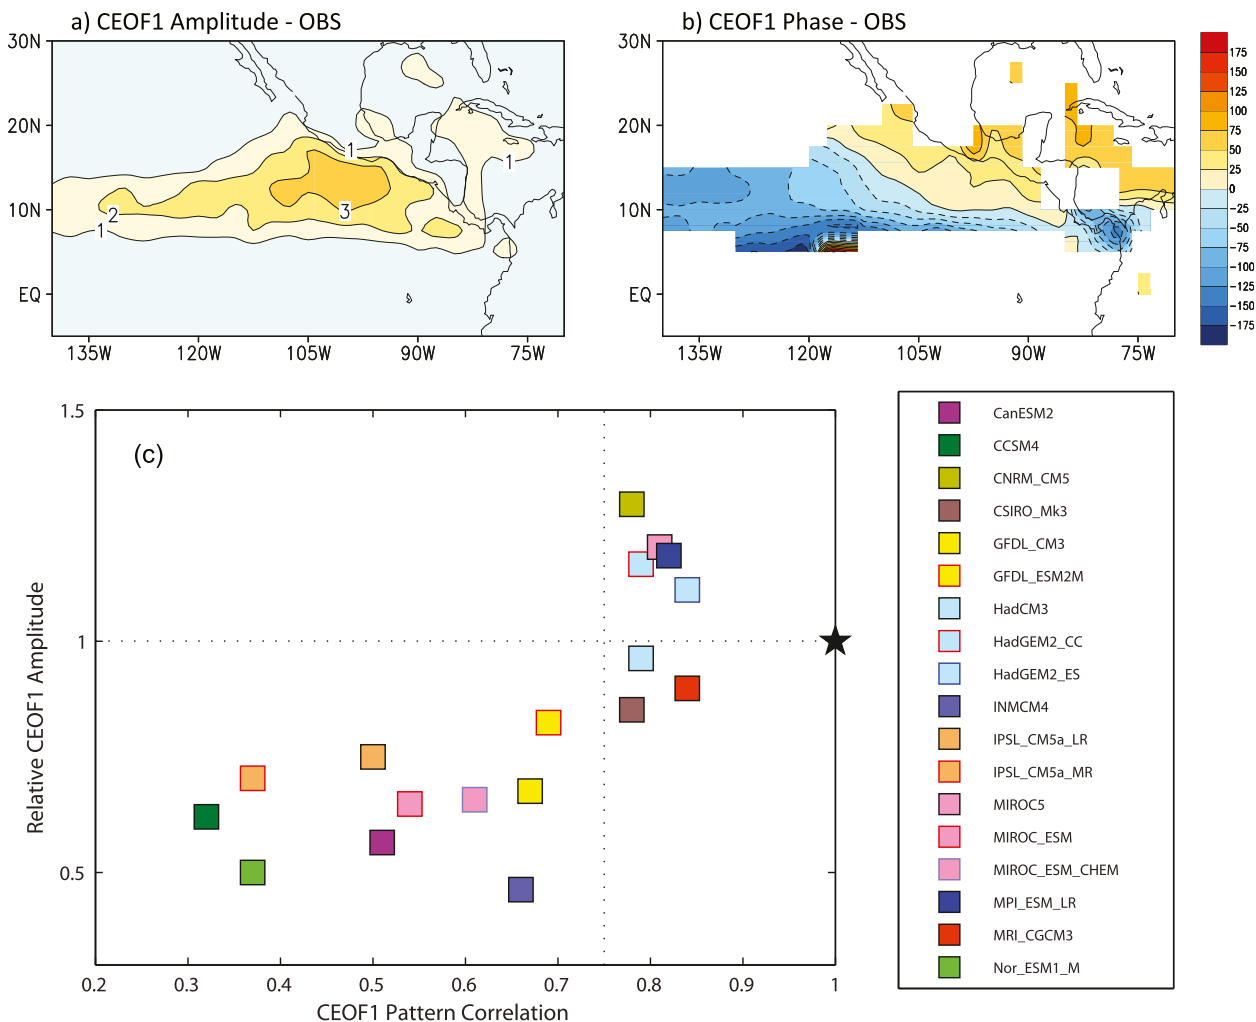 a) CEOF1 Amplitude - OBS
30N
20N
10N
EQ
135W 120W 105W 90W 75W
1
1
2
3
1
b) CEOF1 Phase - OBS
30N
20N
10N
0
EQ
135W 120W 105W 90W 75W
175
150
125
100
75
50
25
0
-25
-50
-75
-100
-125
-150
-175
(c)
1.5
1
0.5
0.2 0.3 0.4 0.5 0.6 0.7 0.8 0.9 1
Relative CEOF1 Amplitude
CEOF1 Pattern Correlation
CanESM2
CCSM4
CNRM_CM5
CSIRO_Mk3
GFDL_CM3
GFDL_ESM2M
HadCM3
HadGEM2_CC
HadGEM2_ES
INMCM4
IPSL_CM5a_LR
IPSL_CM5a_MR
MIROC5
MIROC_ESM
MIROC_ESM_CHEM
MPI_ESM_LR
MRI_CGCM3
Nor_ESM1_M